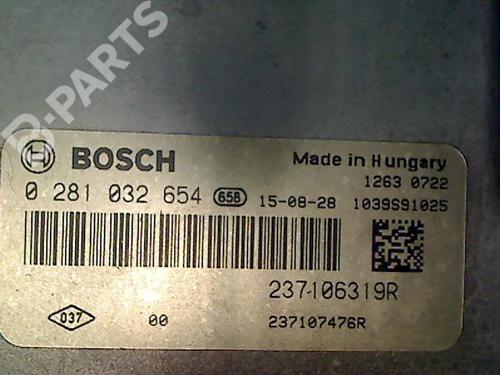 B-PARTS
BOSCH
Made in Hungary
1263 0722
0 281 032 654 658 15-08-28 1039S91025
237106319R
037 00 237107476R